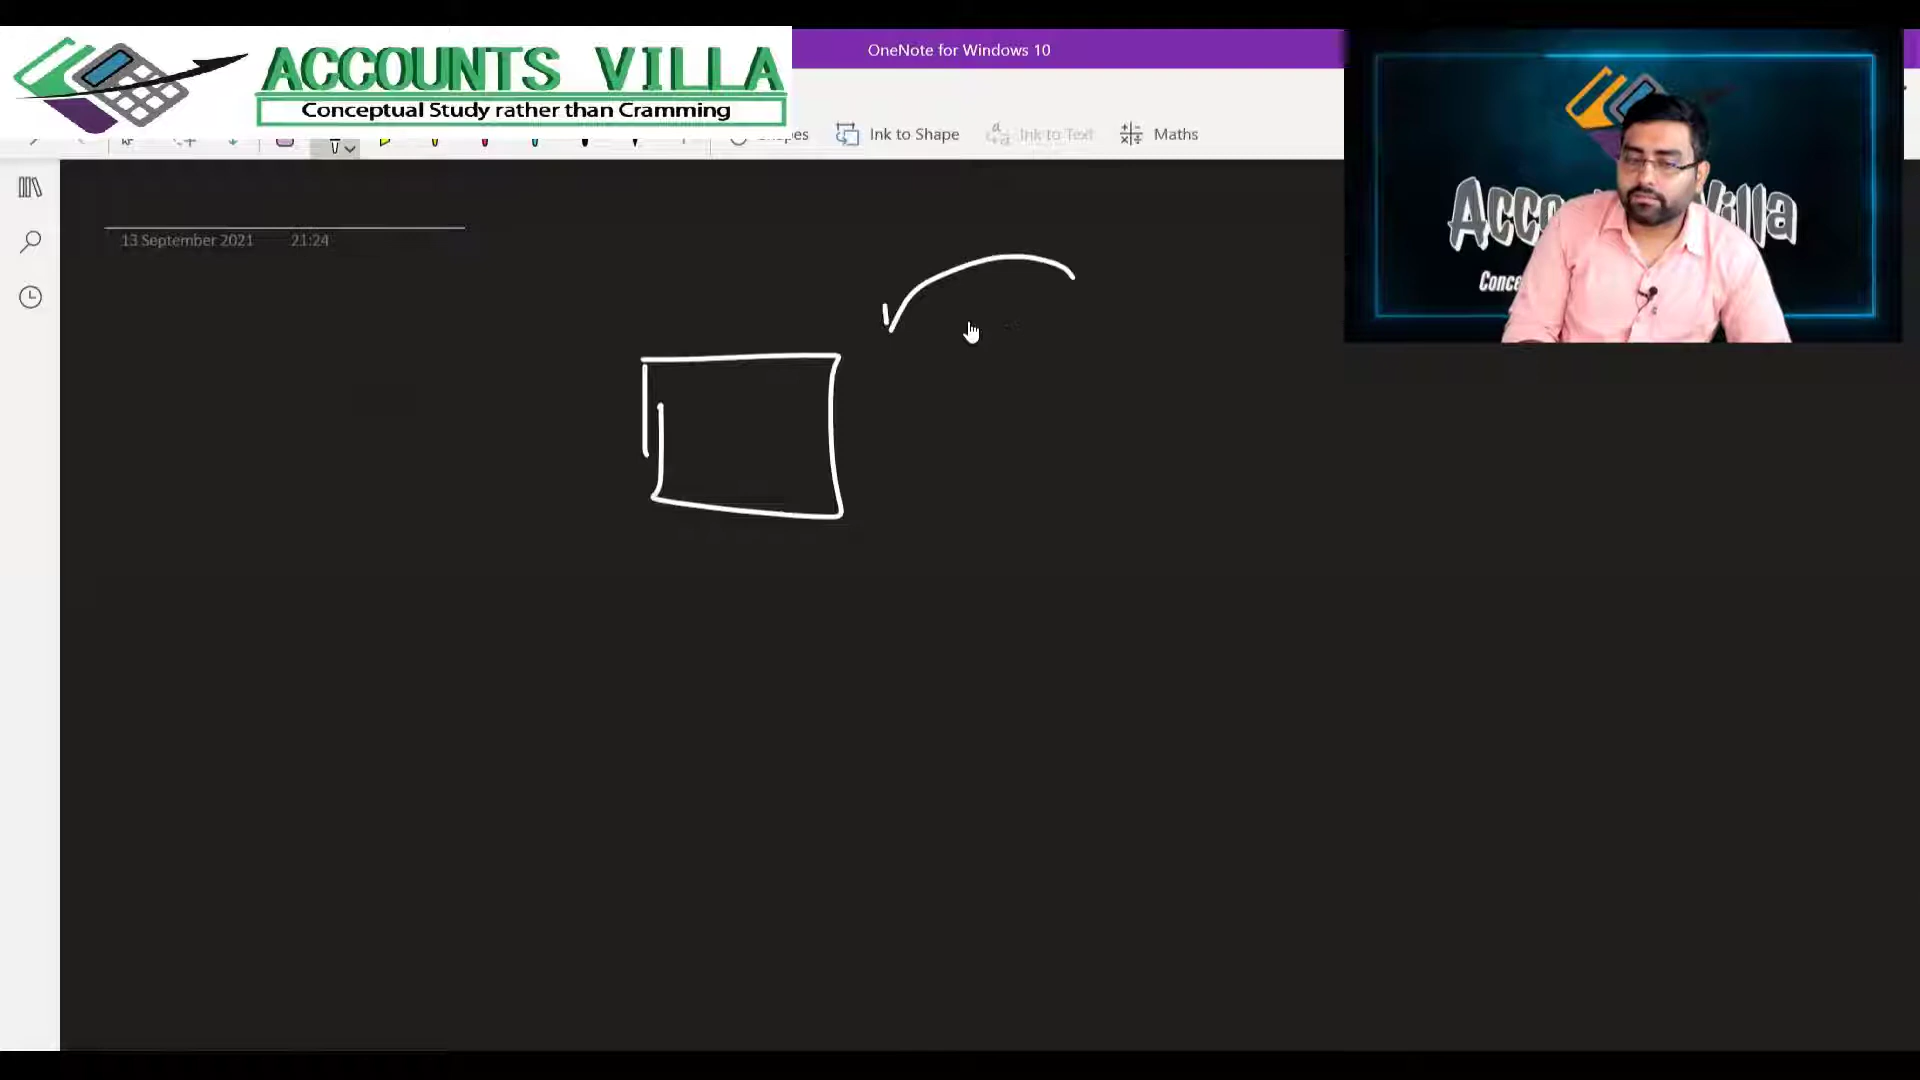 ACCOUNTS VILLA
Conceptual Study rather than Cramming
OneNote for Windows 10
Ink to Shape
Ink to Text
Maths
13 September 2021 21:24